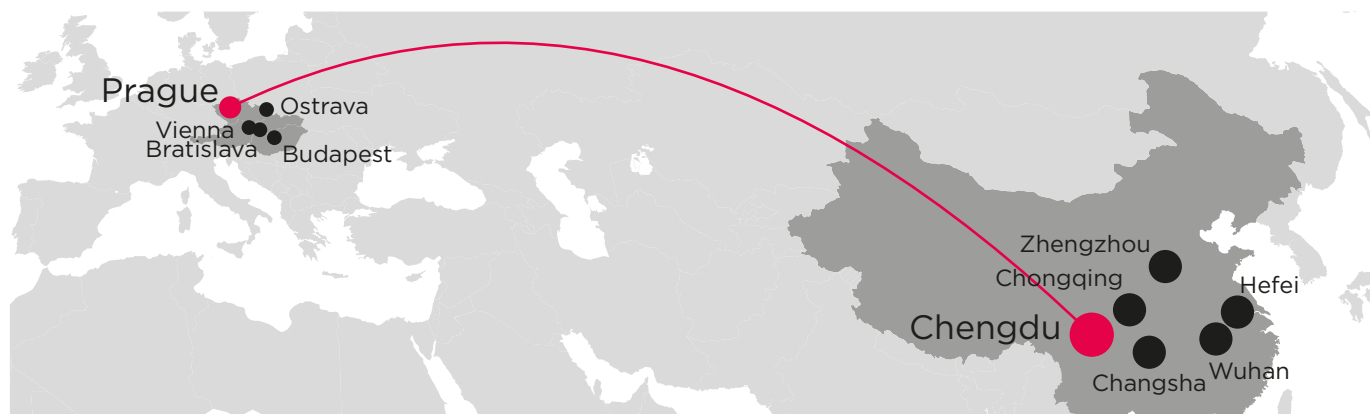 Prague
Ostrava
Vienna
Bratislava
Budapest
Zhengzhou
Chongqing
Hefei
Chengdu
Wuhan
Changsha